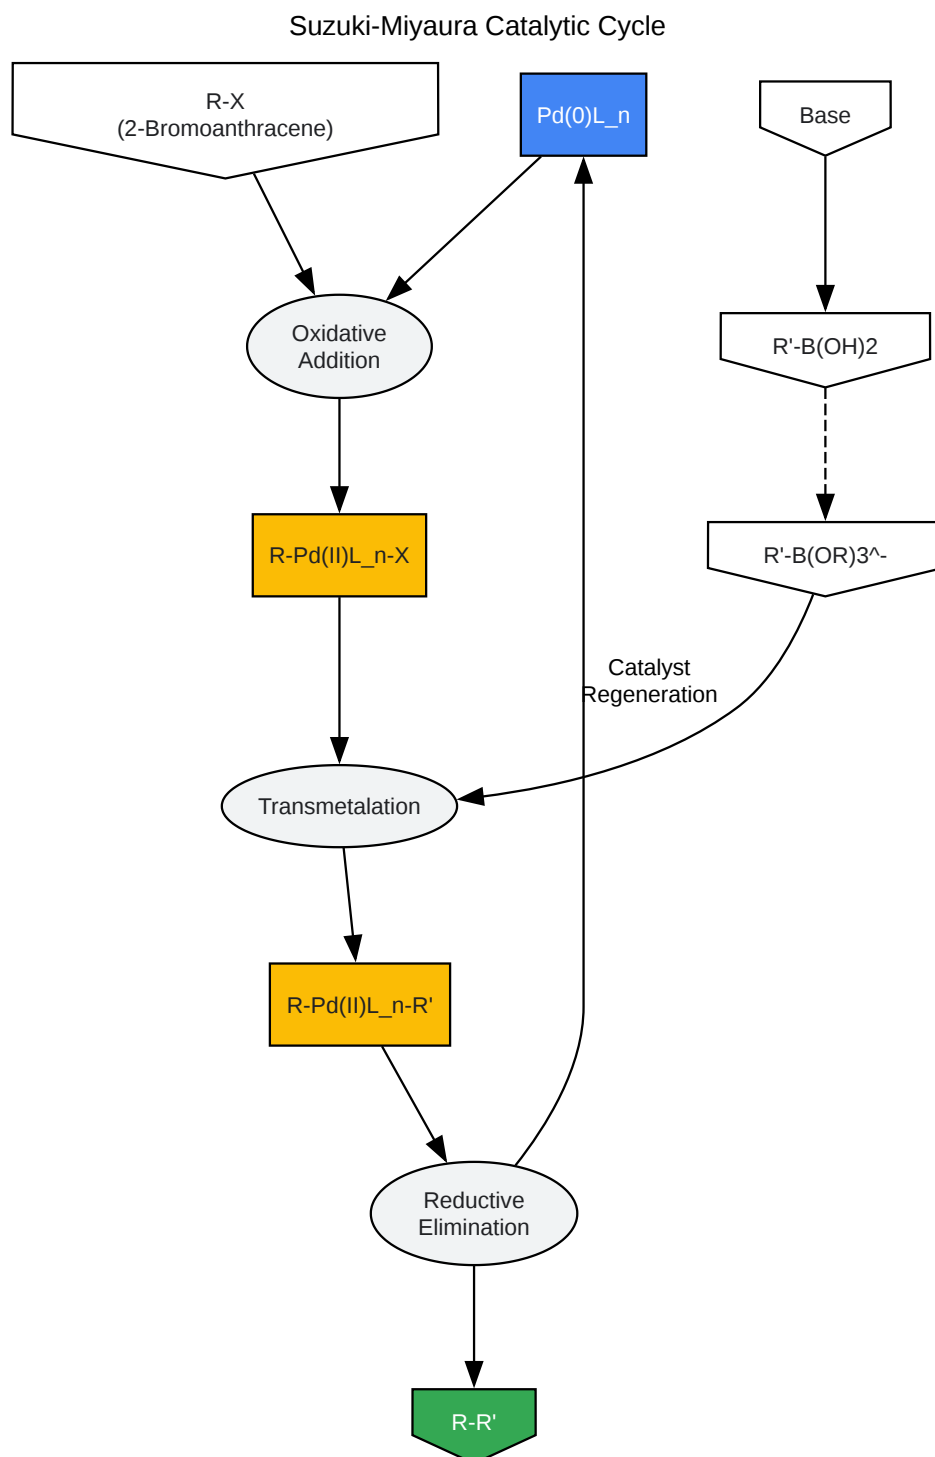 Suzuki-Miyaura Catalytic Cycle
R-X
(2-Bromoanthracene)
Pd(0)L_n
Base
Oxidative
Addition
R'-B(OH)2
R-Pd(II)L_n-X
R'-B(OR)3^-
Catalyst
Regeneration
Transmetalation
R-Pd(II)L_n-R'
Reductive
Elimination
R-R'